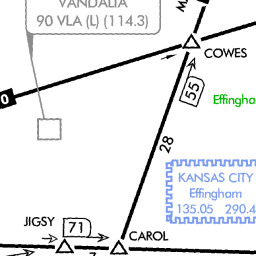 VANDALIA
90 VLA (L) (114.3)
COWES
0
55
Effingha
28
KANSAS CITY
Effingham
135.05 290.4
JIGSY
71
CAROL